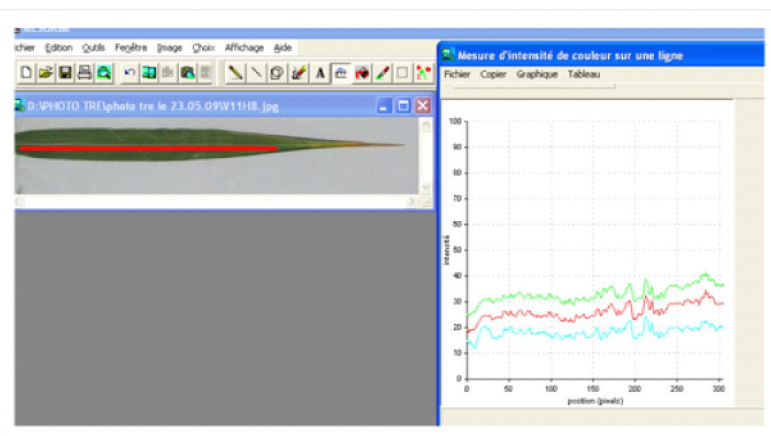 ichier Edition Outils Fenêtre Image Choix Affichage Aide
A
D:\PHOTO TRE\photo tre le 23.05.09\V11H8.jpg
Mesure d'intensité de couleur sur une ligne
Fichier Copier Graphique Tableau
100
90
80
70
60
50
40
30
20
10
0
intensité
0 50 100 150 200 250 300
position (pixels)